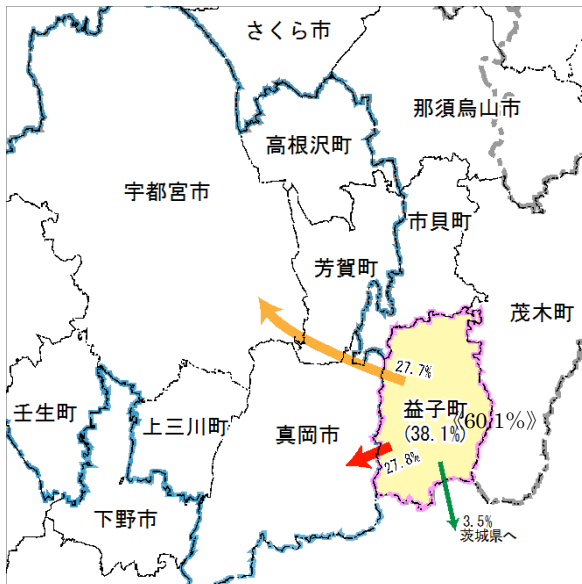 さくら市
那須烏山市
高根沢町
宇都宮市
市貝町
芳賀町
茂木町
27.7%
益子町
《60.1%》
(38.1%)
壬生町
上三川町
真岡市
27.8%
下野市
3.5%
茨城県へ